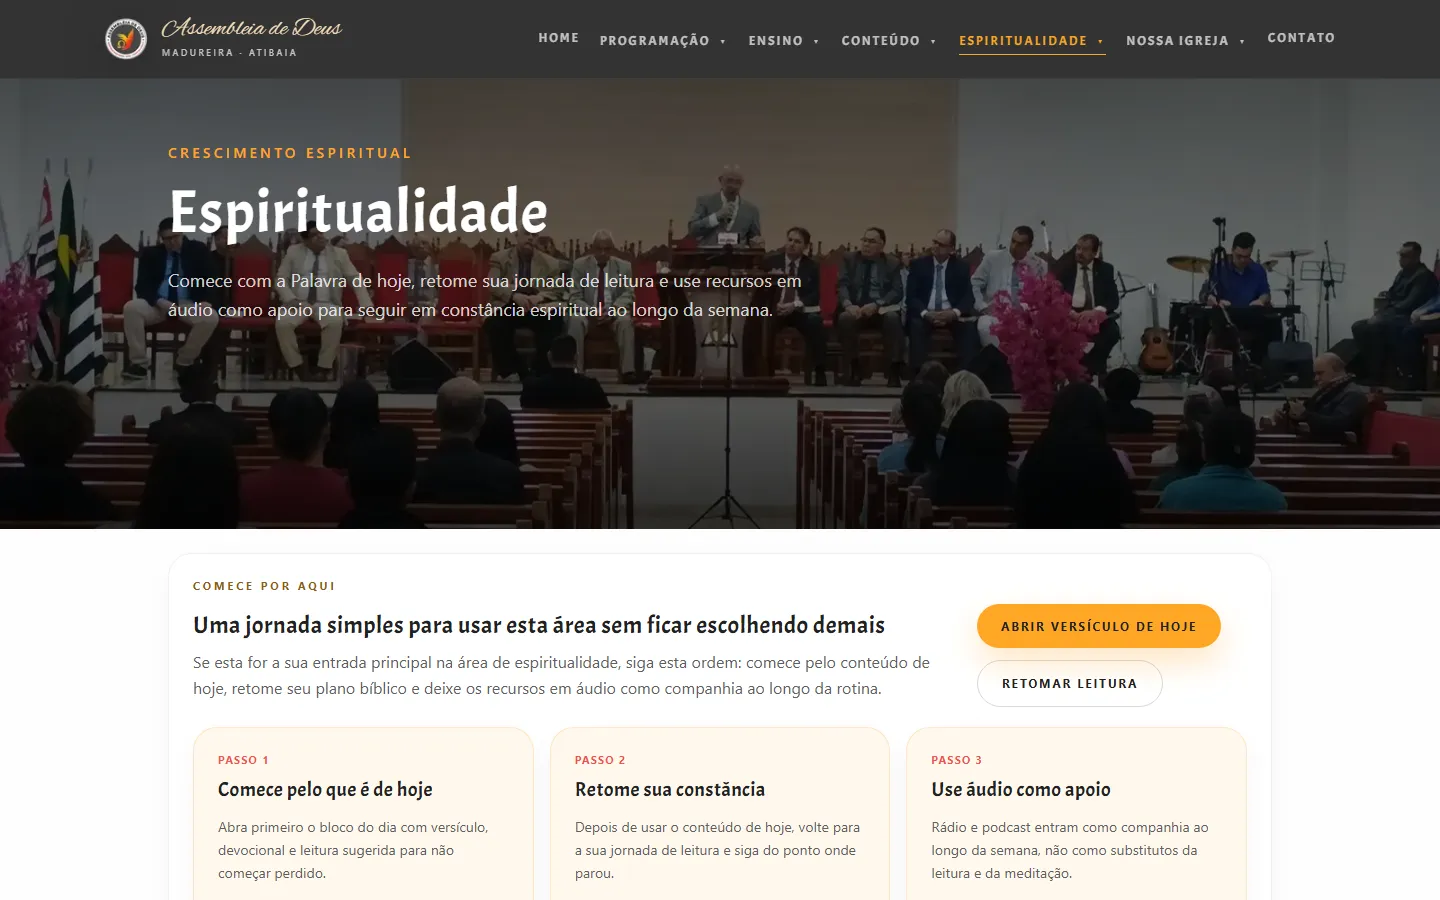 Assembleia de Deus
MADUREIRA - ATIBAIA
HOME
PROGRAMAÇÃO
ENSINO
CONTEÚDO
ESPIRITUALIDADE
NOSSA IGREJA
CONTATO
CRESCIMENTO ESPIRITUAL
Espiritualidade
Comece com a Palavra de hoje, retome sua jornada de leitura e use recursos em
áudio como apoio para seguir em constância espiritual ao longo da semana.
COMECE POR AQUI
Uma jornada simples para usar esta área sem ficar escolhendo demais
Se esta for a sua entrada principal na área de espiritualidade, siga esta ordem: comece pelo conteúdo de
hoje, retome seu plano bíblico e deixe os recursos em áudio como companhia ao longo da rotina.
ABRIR VERSÍCULO DE HOJE
RETOMAR LEITURA
PASSO 1
Comece pelo que é de hoje
Abra primeiro o bloco do dia com versículo,
devocional e leitura sugerida para não
começar perdido.
PASSO 2
Retome sua constância
Depois de usar o conteúdo de hoje, volte para
a sua jornada de leitura e siga do ponto onde
parou.
PASSO 3
Use áudio como apoio
Rádio e podcast entram como companhia ao
longo da semana, não como substitutos da
leitura e da meditação.